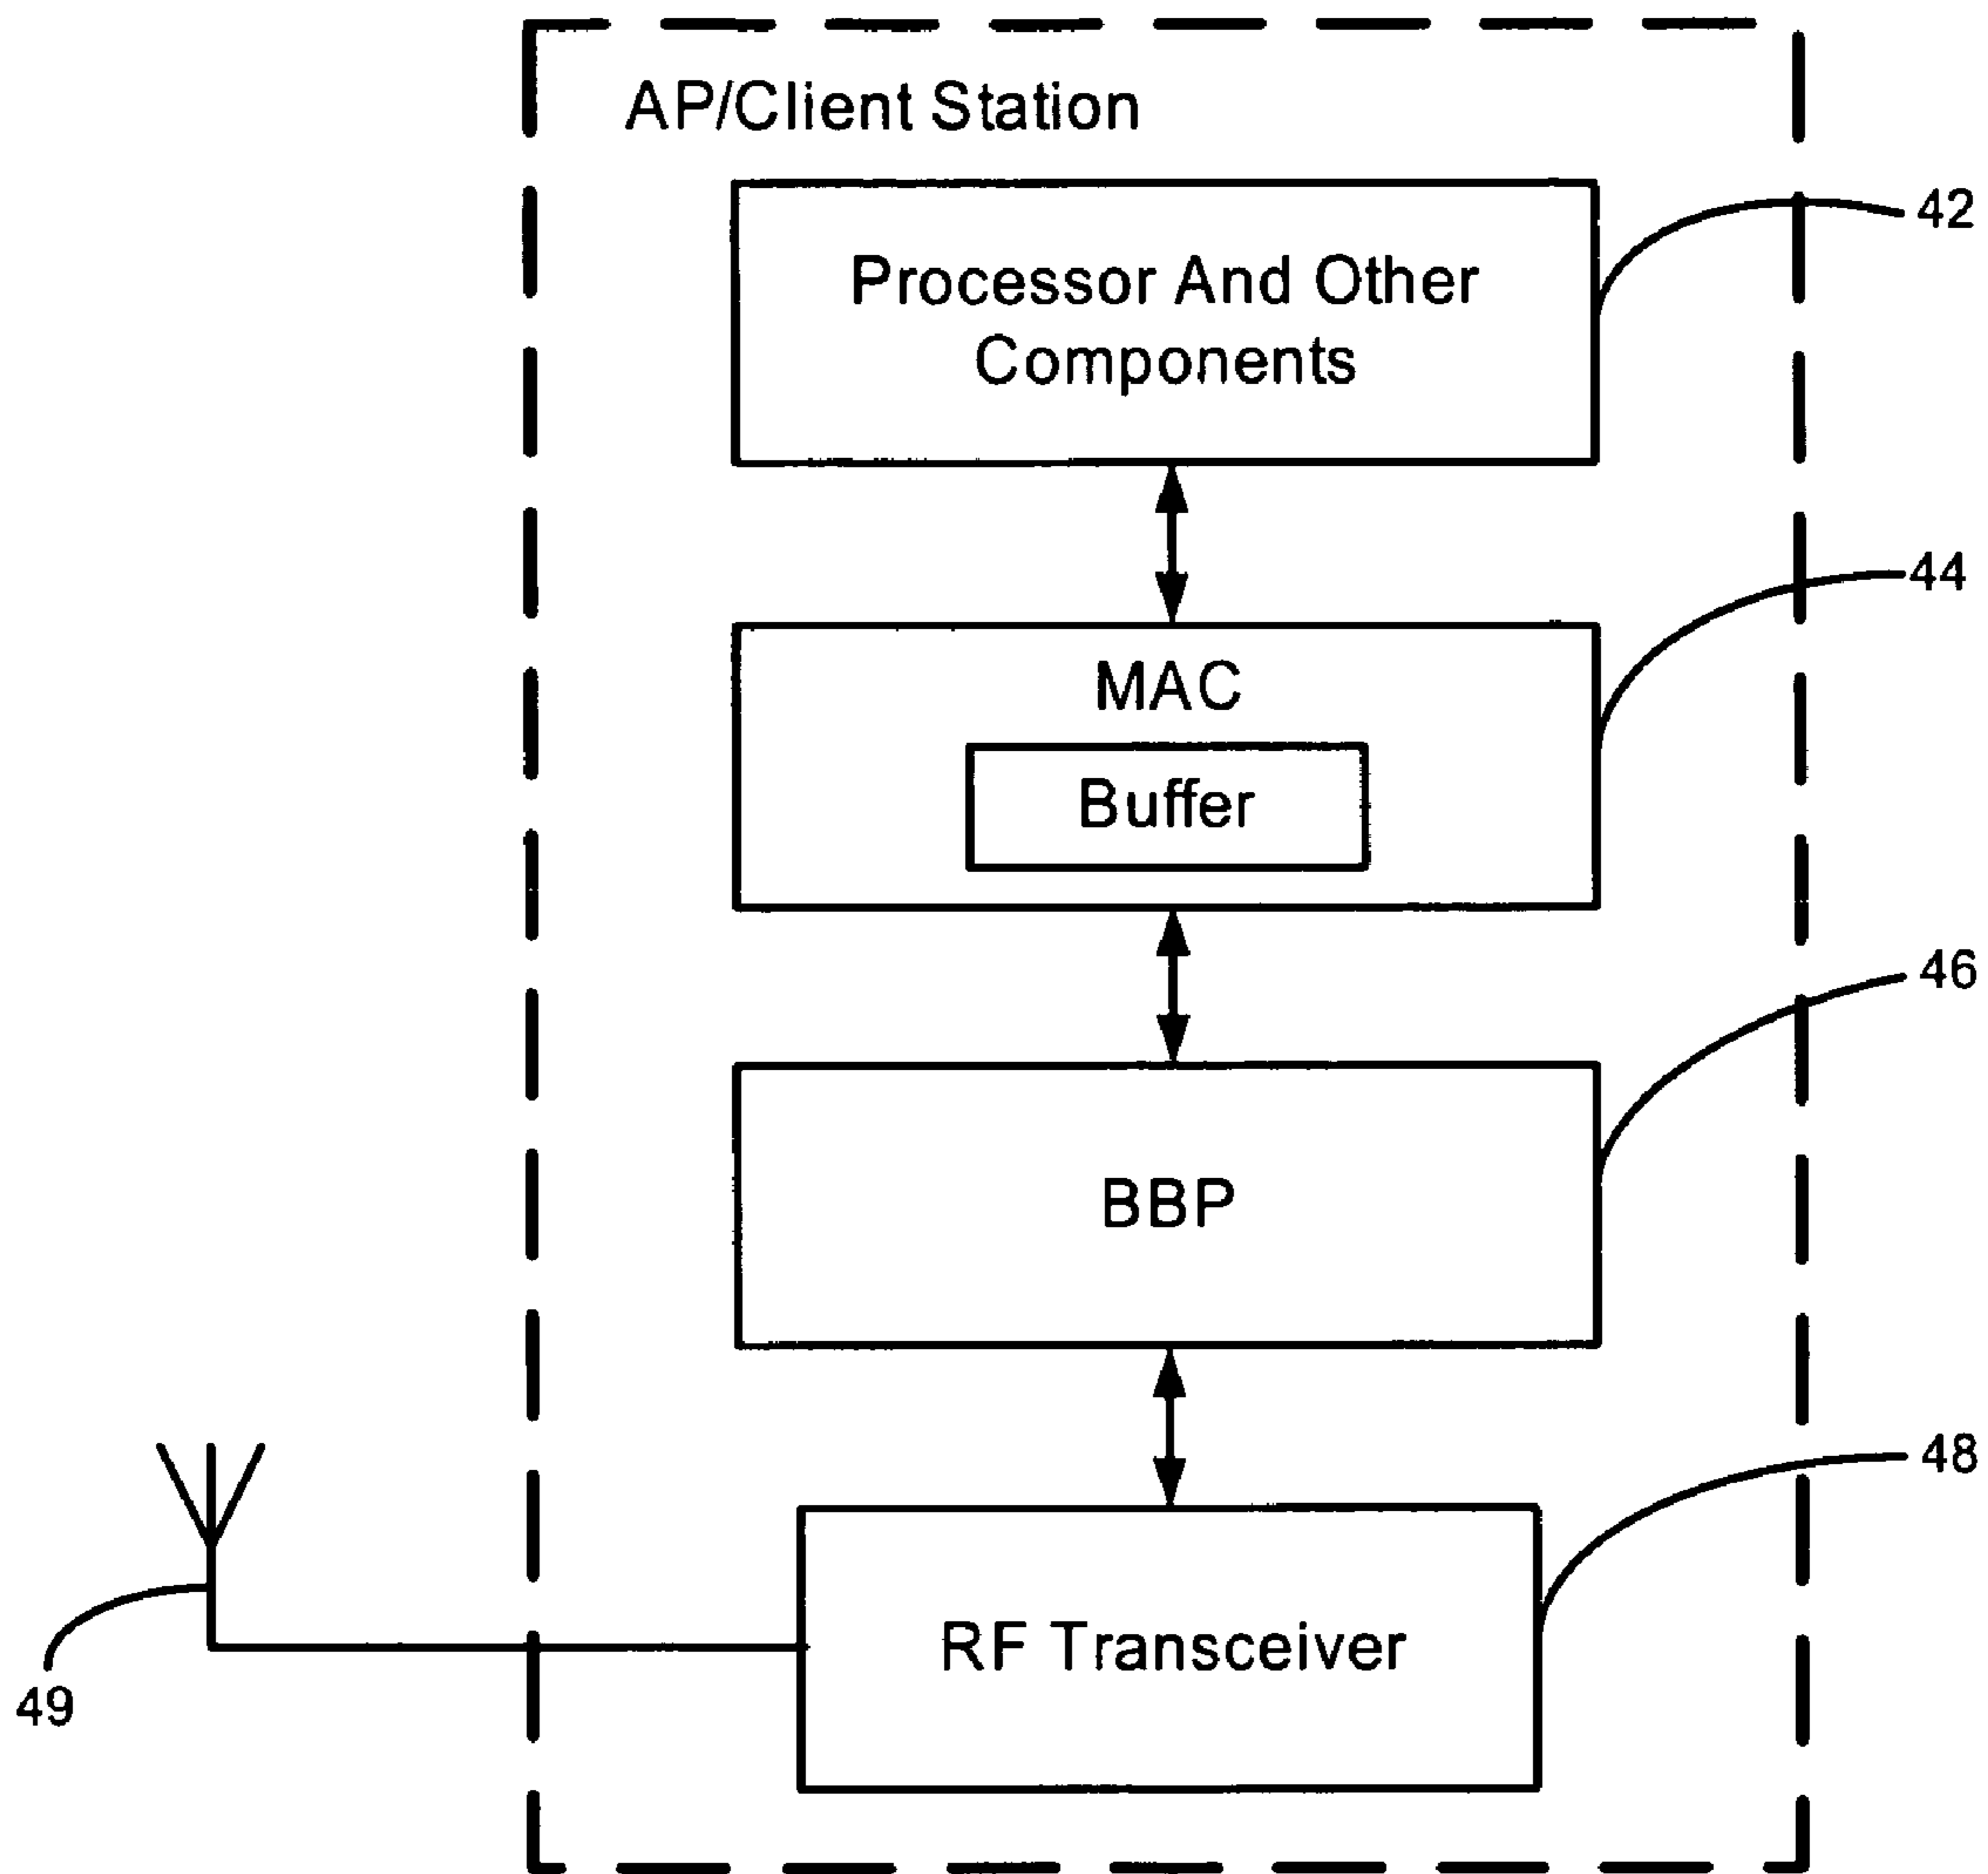 AP/Client Station
Processor And Other
Components
42
44
MAC
Buffer
46
BBP
48
RF Transceiver
49